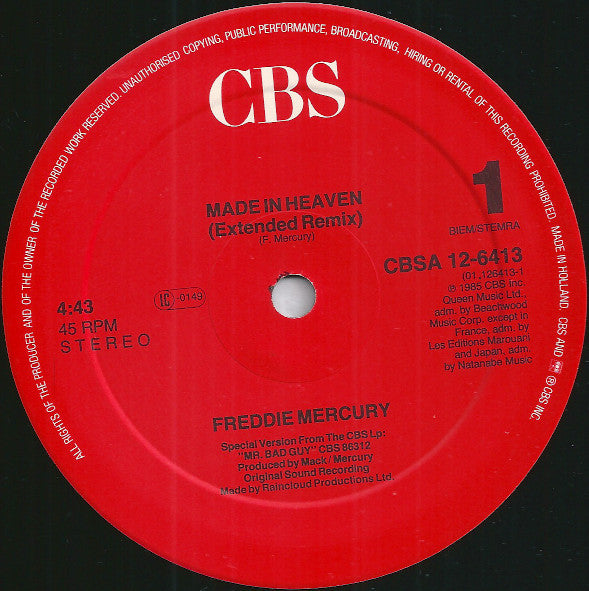 ALL RIGHTS OF THE PRODUCER AND OF THE OWNER OF THE RECORDED WORK RESERVED. UNAUTHORISED COPYING, PUBLIC PERFORMANCE, BROADCASTING, HIRING OR RENTAL OF THIS RECORDING PROHIBITED. MADE IN HOLLAND CBS AND ℗ CBS INC.
CBS
1
MADE IN HEAVEN
(Extended Remix)
(F. Mercury)
BIEM/STEMRA
CBSA 12-6413
(01.126413-1
© 1985 CBS inc.
Queen Music Ltd.,
adm. by Beachwood
Music Corp. except in
France, adm. by
Les Editions Marouani
and Japan, adm.
by Natanabe Music
4:43
45 RPM
STEREO
LC-0149
FREDDIE MERCURY
Special Version From The CBS Lp:
"MR. BAD GUY" CBS 86312
Produced by Mack/Mercury
Original Sound Recording
Made by Raincloud Productions Ltd.